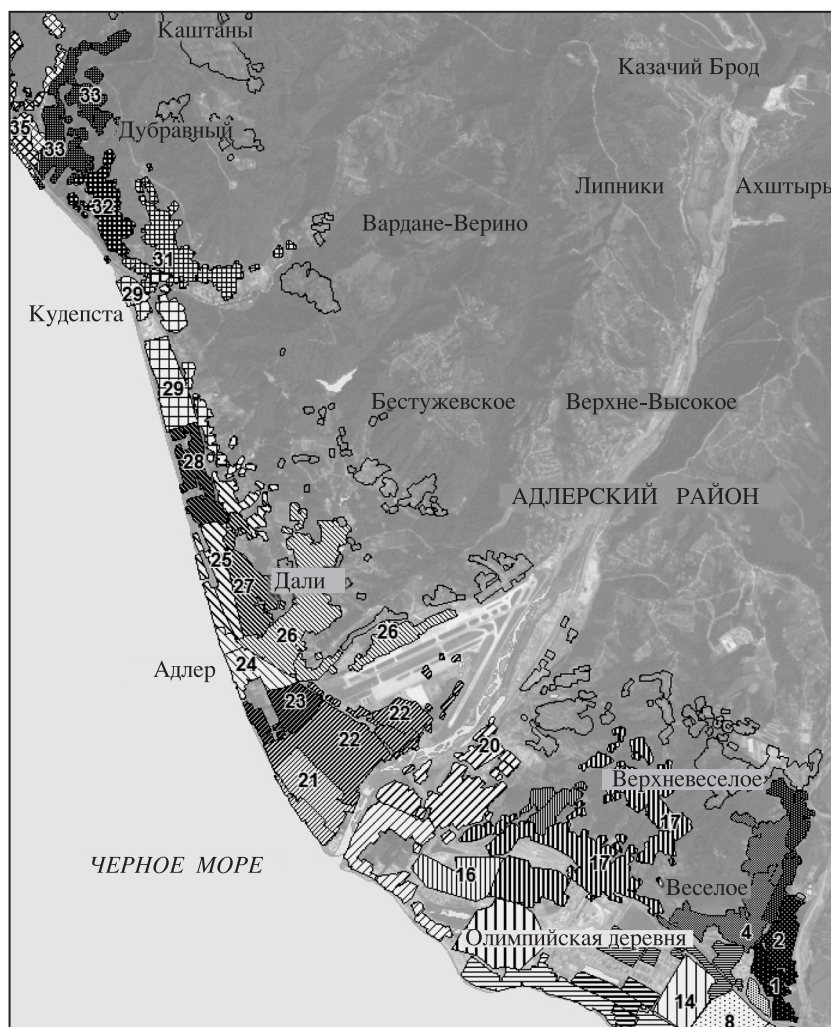 Каштаны
Казачий Брод
33
35
Дубравный
33
Липники
Ахштырь
32
Вардане-Верино
31
29
Кудепста
29
Бестужевское
Верхне-Высокое
28
АДЛЕРСКИЙ РАЙОН
25
27
Дали
26
26
Адлер
24
23
22
22
20
21
Верхневеселое
17
ЧЕРНОЕ МОРЕ
17
16
Веселое
4
2
Олимпийская деревня
1
14
8